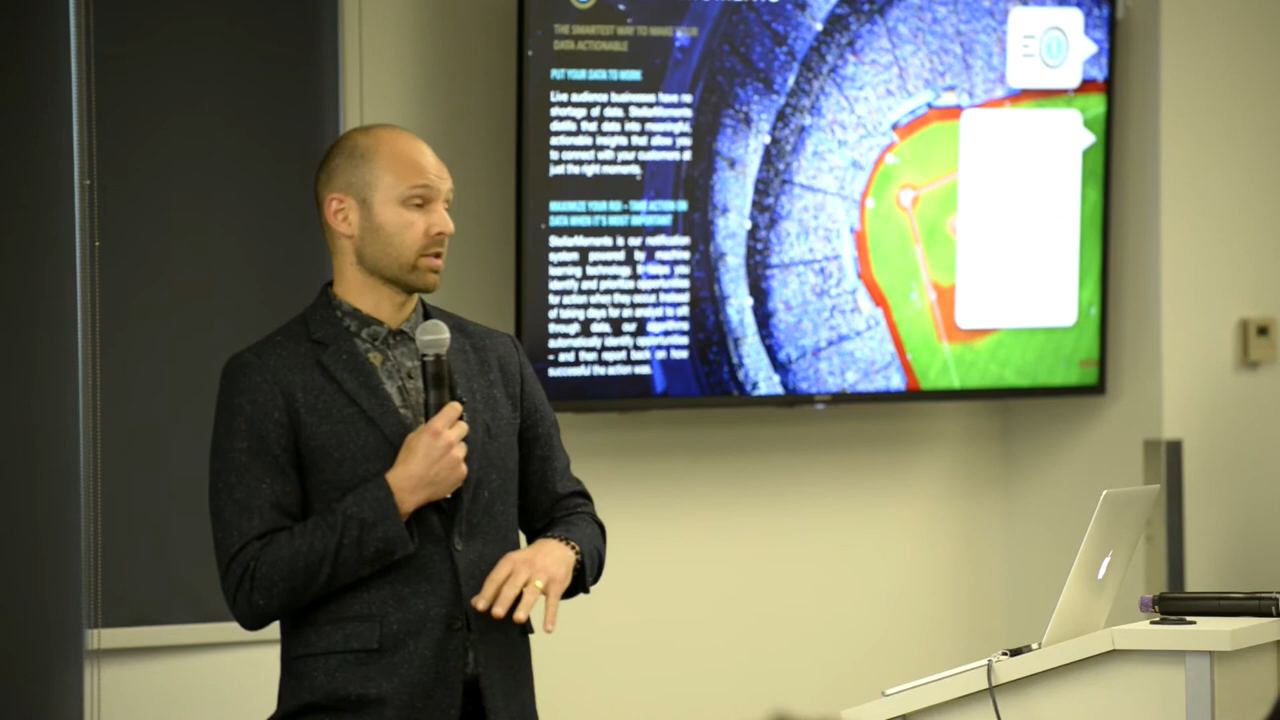 THE SMARTEST WAY TO MAKE YOUR
DATA ACTIONABLE
PUT YOUR DATA TO WORK
Live audience businesses have no
shortage of data. StellarMoments
distills that data into meaningful,
actionable insights that allow you
to connect with your customers at
just the right moments.
MAXIMIZE YOUR ROI – TAKE ACTION ON
DATA WHEN IT'S MOST IMPORTANT
StellarMoments is our notification
system powered by machine
learning technology. It helps you
identify and prioritize opportunities
for action when they occur. Instead
of taking days for an analyst to sift
through data, our algorithms
automatically identify opportunities
– and then report back on how
successful the action was.